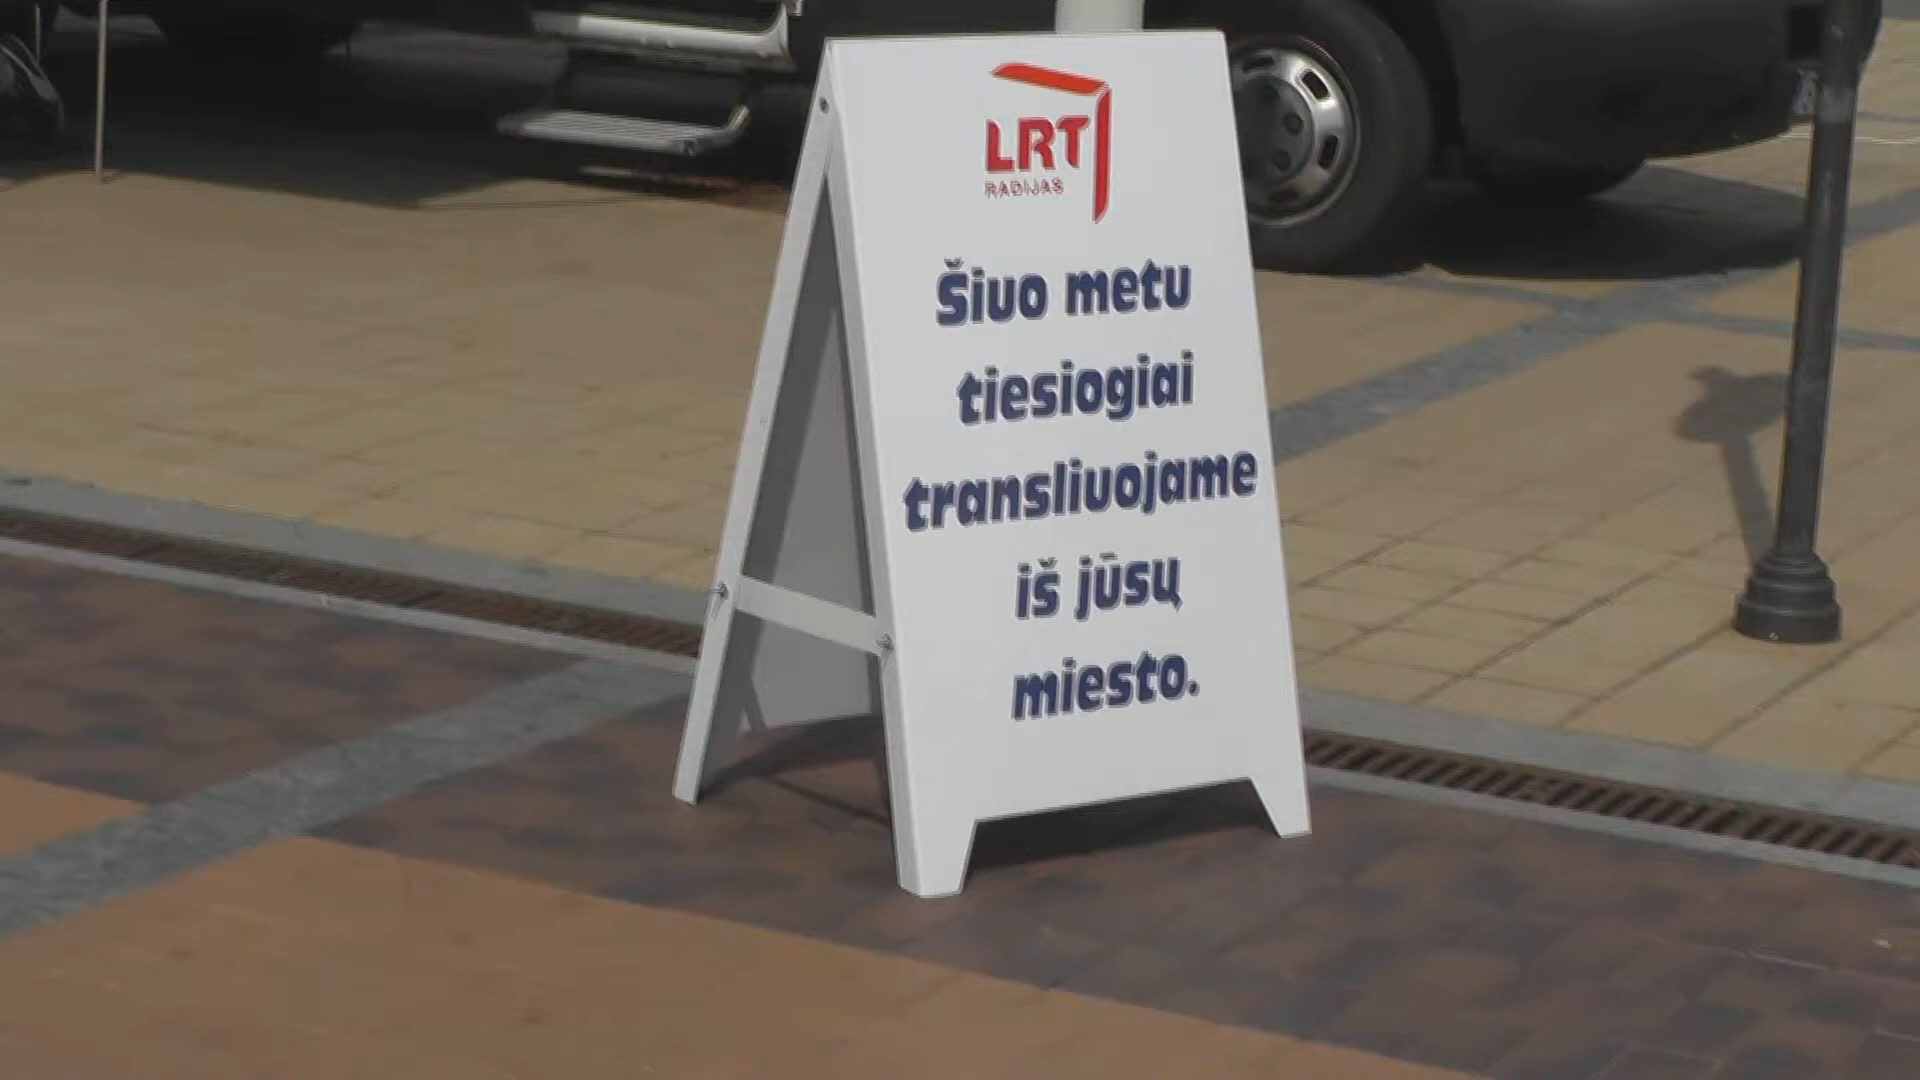 LRT
RADIJAS
Šiuo metu
tiesiogiai
transliuojame
iš jūsų
miesto.